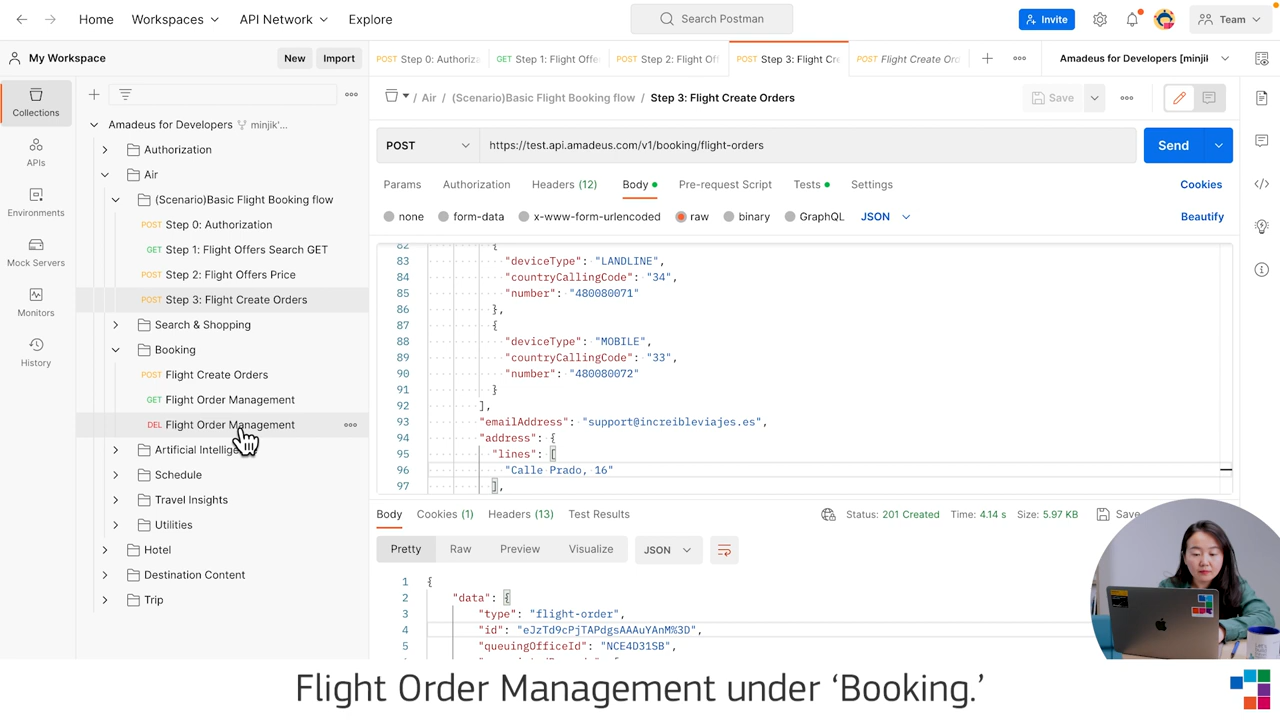 Home Workspaces API Network Explore Search Postman Invite Team
My Workspace New Import
POST Step 0: Authoriza GET Step 1: Flight Offe POST Step 2: Flight Of POST Step 3: Flight Cre POST Flight Create Ord Amadeus for Developers [minjik
Collections
APIs
Environments
Mock Servers
Monitors
History
Amadeus for Developers minjik'...
Authorization
Air
(Scenario)Basic Flight Booking flow
POST Step 0: Authorization
GET Step 1: Flight Offers Search GET
POST Step 2: Flight Offers Price
POST Step 3: Flight Create Orders
Search & Shopping
Booking
POST Flight Create Orders
GET Flight Order Management
DEL Flight Order Management
Artificial Intellige
Schedule
Travel Insights
Utilities
Hotel
Destination Content
Trip
/ Air / (Scenario)Basic Flight Booking flow / Step 3: Flight Create Orders Save
POST https://test.api.amadeus.com/v1/booking/flight-orders Send
Params Authorization Headers (12) Body Pre-request Script Tests Settings Cookies
none form-data x-www-form-urlencoded raw binary GraphQL JSON Beautify
82 {
83 "deviceType": "LANDLINE",
84 "countryCallingCode": "34",
85 "number": "480080071"
86 },
87 {
88 "deviceType": "MOBILE",
89 "countryCallingCode": "33",
90 "number": "480080072"
91 }
92 ],
93 "emailAddress": "support@increibleviajes.es",
94 "address": {
95 "lines": [
96 "Calle Prado, 16"
97 ],
Body Cookies (1) Headers (13) Test Results Status: 201 Created Time: 4.14 s Size: 5.97 KB Save
Pretty Raw Preview Visualize JSON
1 {
2 "data": {
3 "type": "flight-order",
4 "id": "eJzTd9cPjTAPdgsAAAuYAnM%3D",
5 "queuingOfficeId": "NCE4D31SB",
Flight Order Management under ‘Booking.’